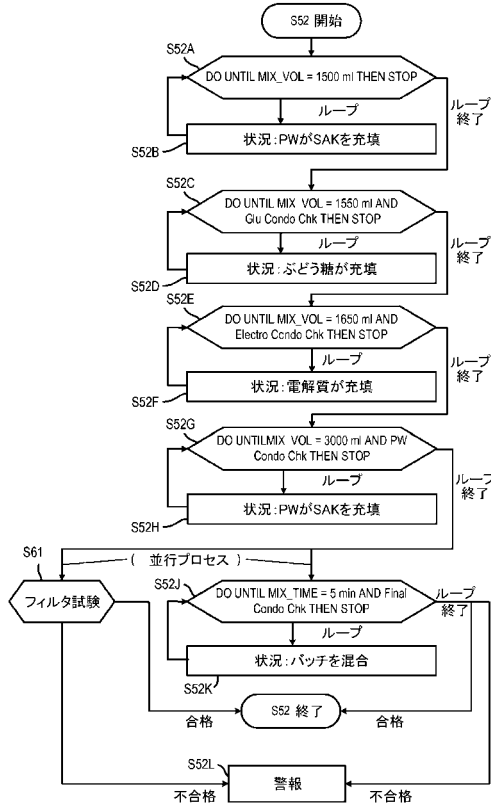 S52 開始
S52A
DO UNTIL MIX_VOL = 1500 ml THEN STOP
ループ
ループ
終了
状況:PWがSAKを充填
S52B
S52C
DO UNTIL MIX_VOL = 1550 ml AND
Glu Condo Chk THEN STOP
ループ
ループ
終了
状況:ぶどう糖が充填
S52D
S52E
DO UNTIL MIX_VOL = 1650 ml AND
Electro Condo Chk THEN STOP
ループ
ループ
終了
状況:電解質が充填
S52F
S52G
DO UNTILMIX_VOL = 3000 ml AND PW
Condo Chk THEN STOP
ループ
ループ
終了
状況:PWがSAKを充填
S52H
S61
( 並行プロセス )
フィルタ試験
S52J
DO UNTIL MIX_TIME = 5 min AND Final
Condo Chk THEN STOP
ループ
終了
ループ
状況:バッチを混合
S52K
S52 終了
合格
合格
S52L
警報
不合格
不合格